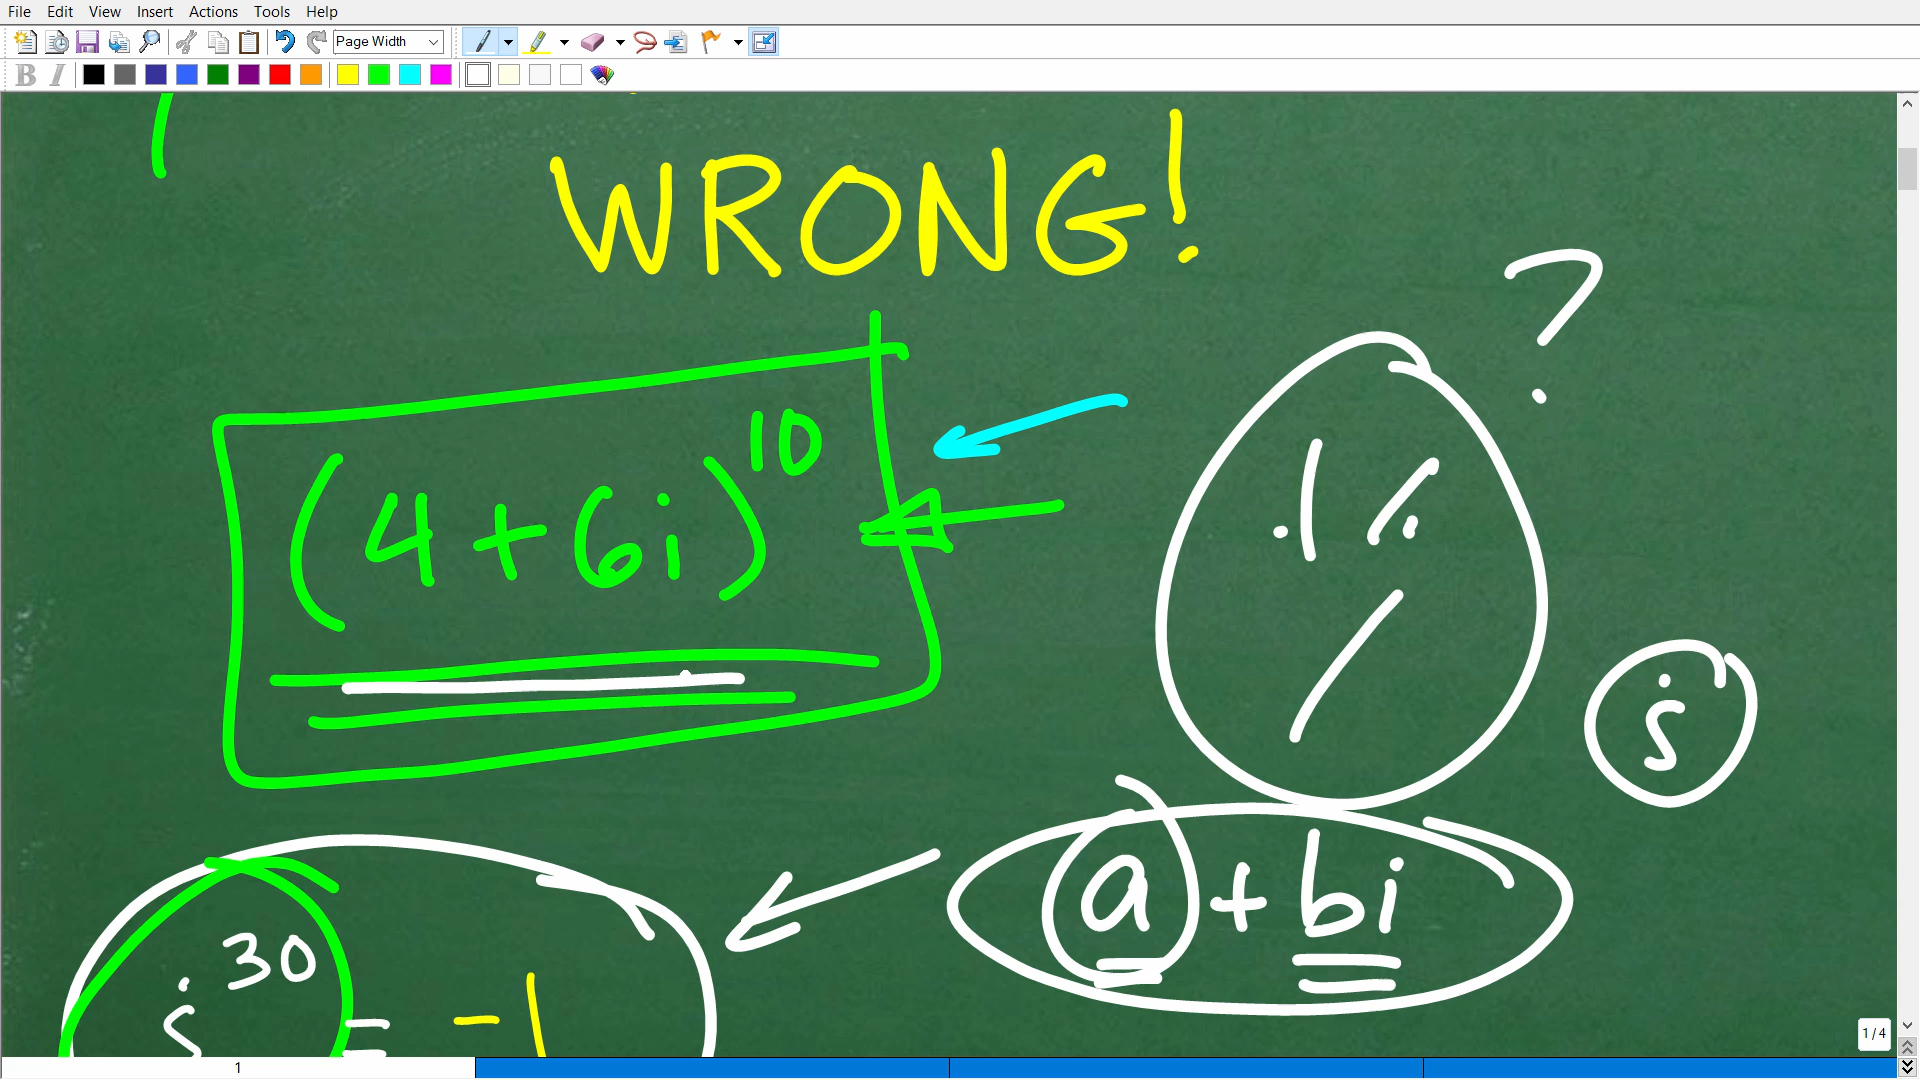 File Edit View Insert Actions Tools Help
Page Width
B I
WRONG!
?
(4+6i)^10
i
a + bi
i^30 = -1
1 / 4
1